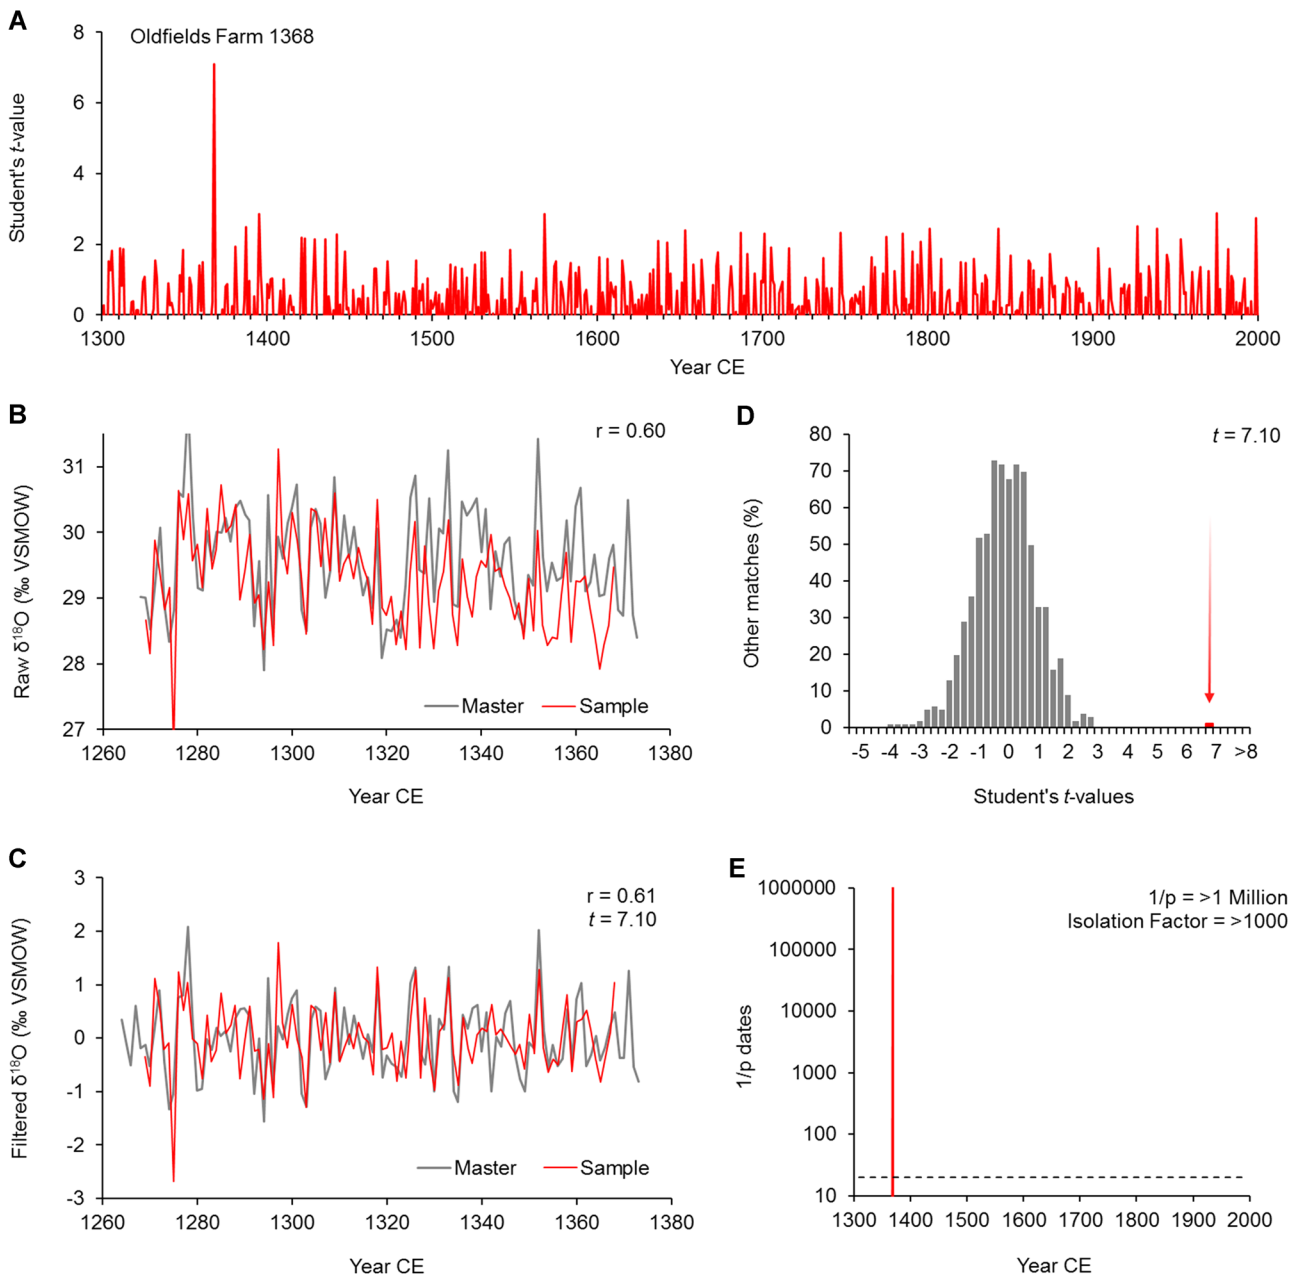 A
Oldfields Farm 1368
Student's t-value
8
6
4
2
0
1300 1400 1500 1600 1700 1800 1900 2000
Year CE
B
r = 0.60
Raw δ¹⁸O (‰ VSMOW)
31
30
29
28
27
Master Sample
1260 1280 1300 1320 1340 1360 1380
Year CE
D
t = 7.10
Other matches (%)
80
70
60
50
40
30
20
10
0
-5 -4 -3 -2 -1 0 1 2 3 4 5 6 7 >8
Student's t-values
C
r = 0.61
t = 7.10
Filtered δ¹⁸O (‰ VSMOW)
3
2
1
0
-1
-2
-3
Master Sample
1260 1280 1300 1320 1340 1360 1380
Year CE
E
1/p = >1 Million
Isolation Factor = >1000
1/p dates
1000000
100000
10000
1000
100
10
1300 1400 1500 1600 1700 1800 1900 2000
Year CE